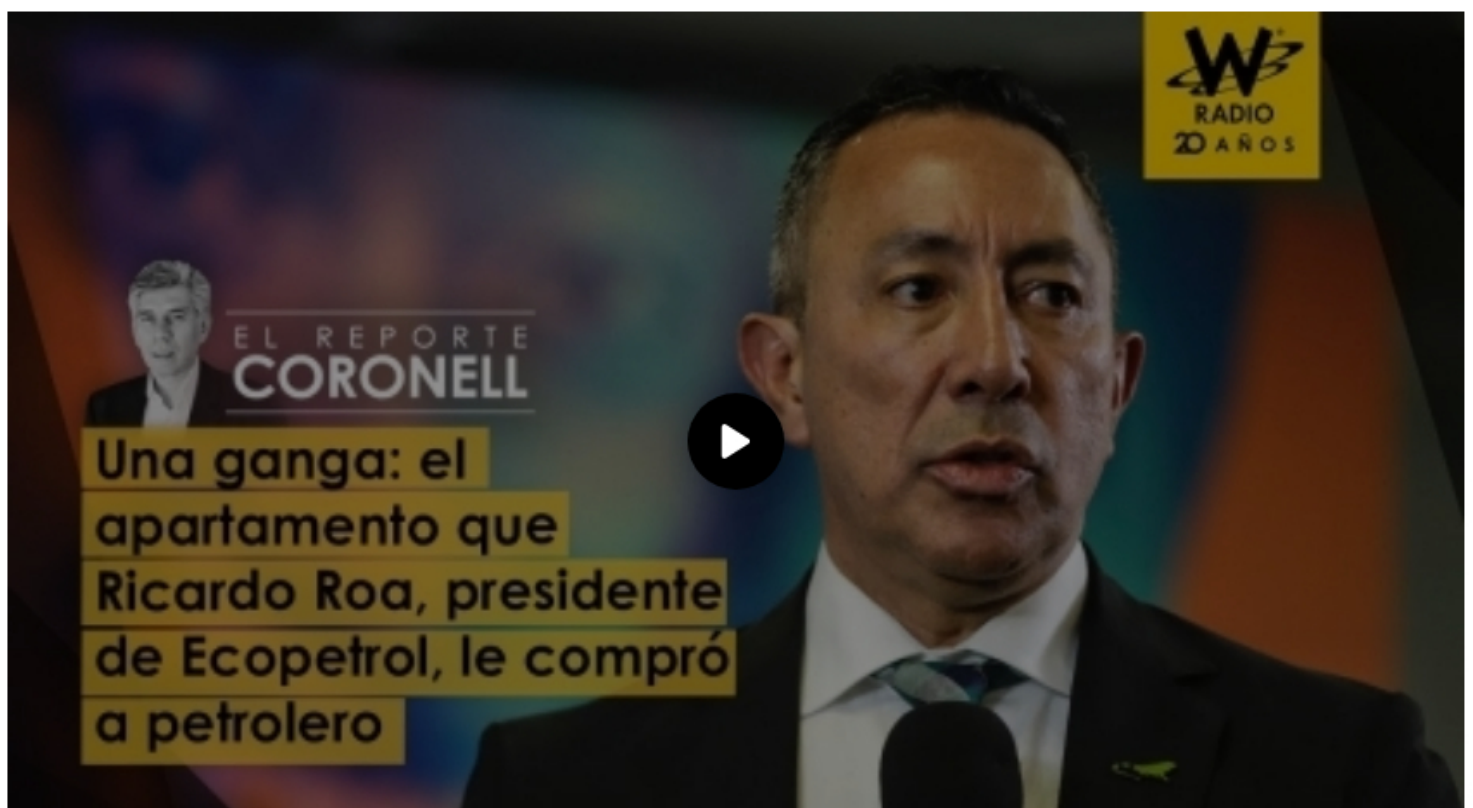 W
RADIO
20 AÑOS
EL REPORTE
CORONELL
Una ganga: el
apartamento que
Ricardo Roa, presidente
de Ecopetrol, le compró
a petrolero